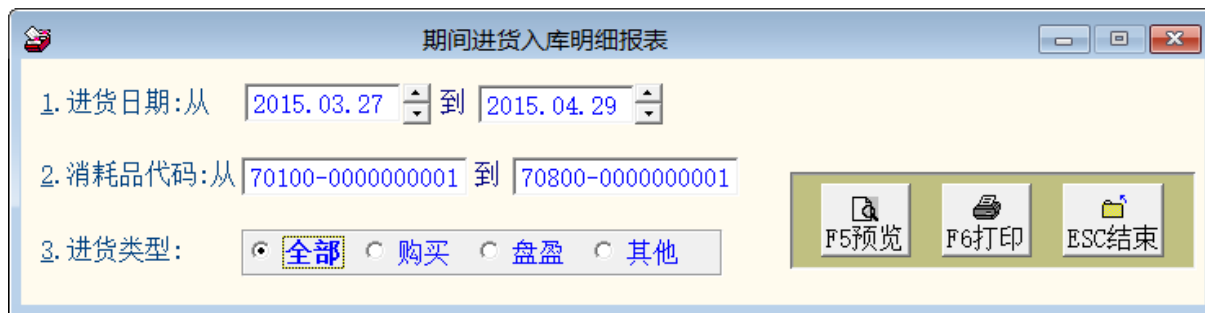 期间进货入库明细报表
1.进货日期:从 2015.03.27 到 2015.04.29
2.消耗品代码:从 70100-0000000001 到 70800-0000000001
3.进货类型: 全部 购买 盘盈 其他
F5预览 F6打印 ESC结束